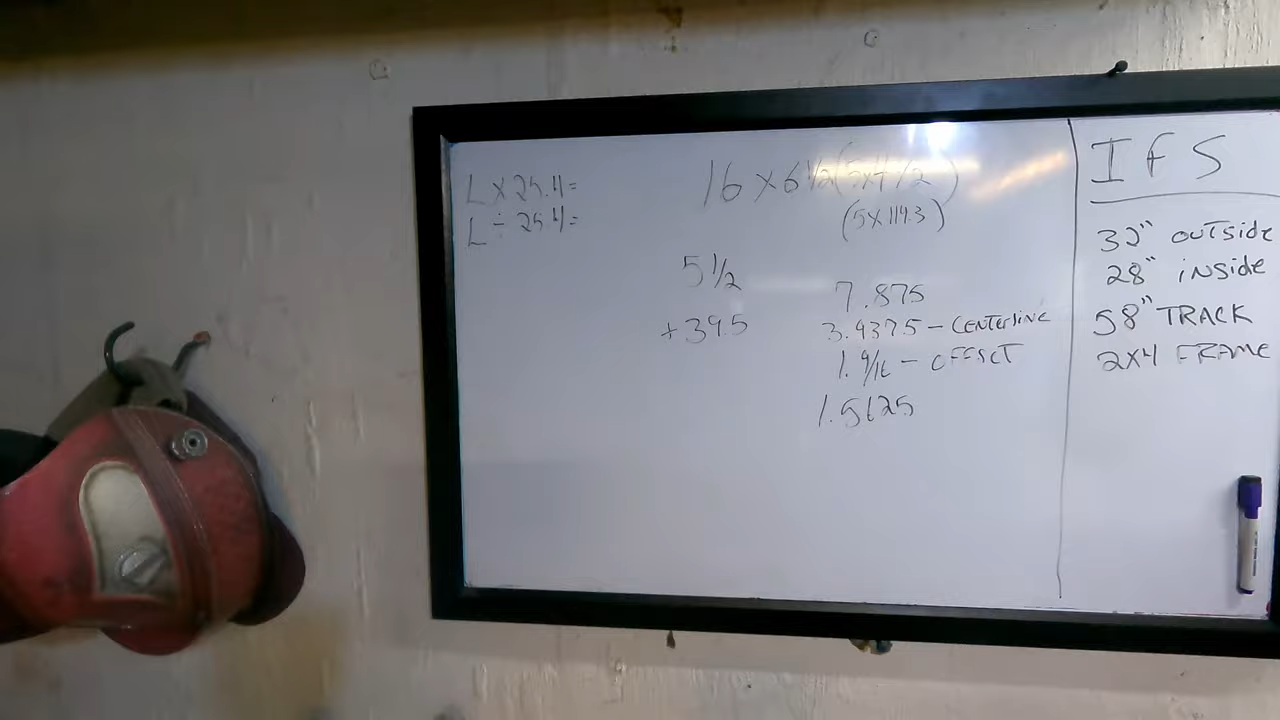 L x 25.4=
L ÷ 25.4=
16 x 6 1/2 (5x4 1/2)
(5x114.3)
5 1/2
+39.5
7.875
3.9375 - CENTERLINE
1.9/16 - OFFSET
1.5625
IFS
32" OUTSIDE
28" INSIDE
58" TRACK
2X4 FRAME